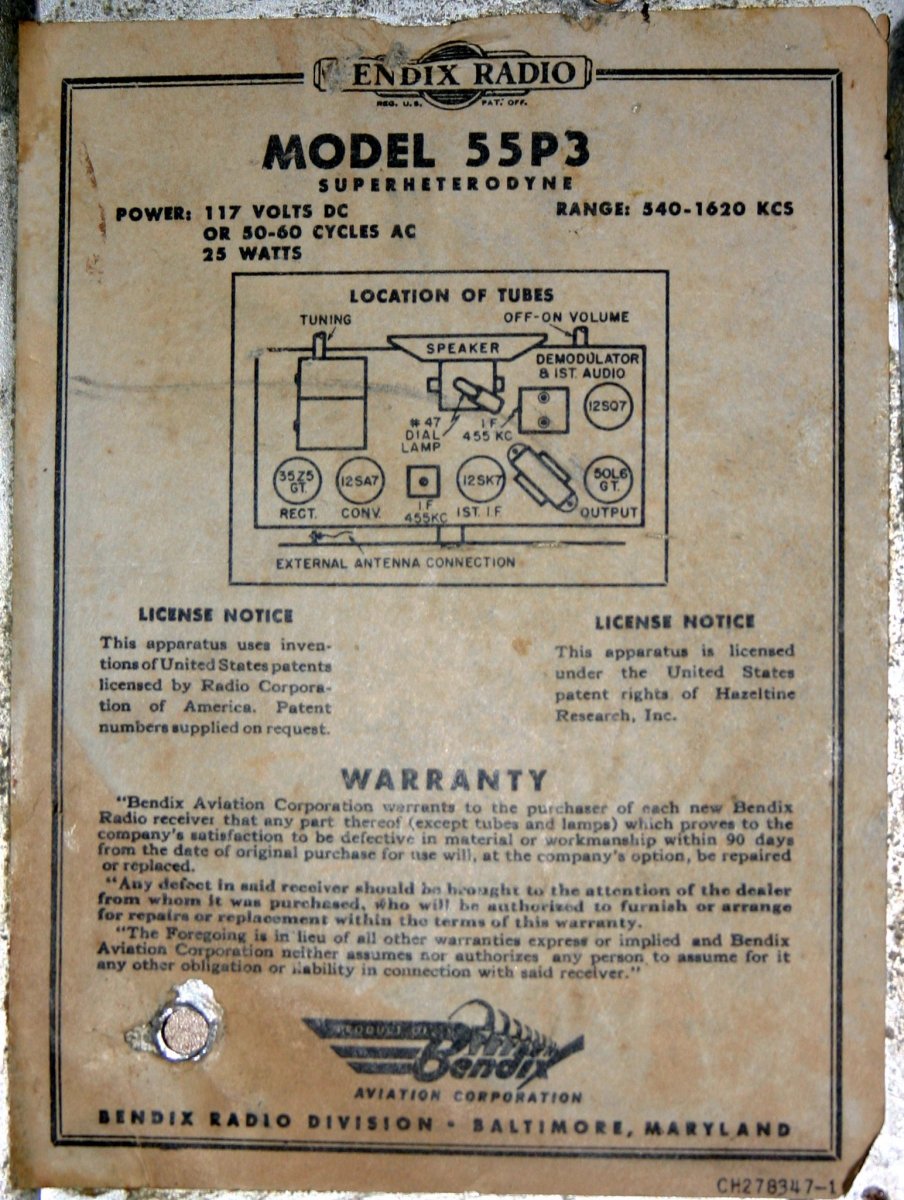 ENDIX RADIO
REG. U.S. PAT. OFF.
MODEL 55P3
SUPERHETERODYNE
POWER: 117 VOLTS DC
OR 50-60 CYCLES AC
25 WATTS
RANGE: 540-1620 KCS
LOCATION OF TUBES
TUNING
OFF-ON VOLUME
SPEAKER
DEMODULATOR
& 1ST. AUDIO
12SQ7
#47
DIAL
LAMP
I F
455 KC
35Z5
GT.
12SA7
12SK7
50L6
GT.
RECT.
CONV.
I F
455KC
1ST. I.F.
OUTPUT
EXTERNAL ANTENNA CONNECTION
LICENSE NOTICE
This apparatus uses inven-
tions of United States patents
licensed by Radio Corpora-
tion of America. Patent
numbers supplied on request.
LICENSE NOTICE
This apparatus is licensed
under the United States
patent rights of Hazeltine
Research, Inc.
WARRANTY
"Bendix Aviation Corporation warrants to the purchaser of each new Bendix
Radio receiver that any part thereof (except tubes and lamps) which proves to the
company's satisfaction to be defective in material or workmanship within 90 days
from the date of original purchase for use will, at the company's option, be repaired
or replaced.
"Any defect in said receiver should be brought to the attention of the dealer
from whom it was purchased, who will be authorized to furnish or arrange
for repairs or replacement within the terms of this warranty.
"The Foregoing is in lieu of all other warranties express or implied and Bendix
Aviation Corporation neither assumes nor authorizes any person to assume for it
any other obligation or liability in connection with said receiver."
PRODUCT OF
Bendix
AVIATION CORPORATION
BENDIX RADIO DIVISION • BALTIMORE, MARYLAND
CH278347-1